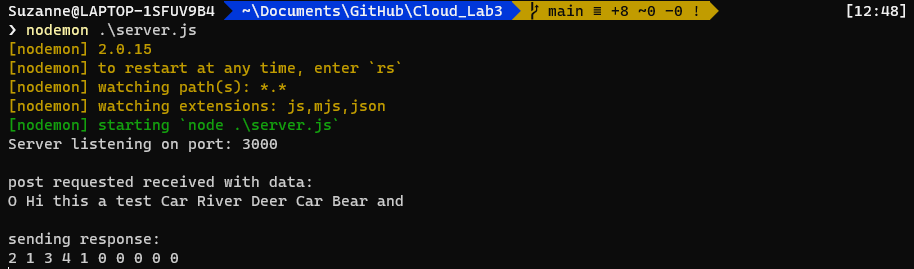 Suzanne@LAPTOP-1SFUV9B4 ~\Documents\GitHub\Cloud_Lab3 main ≡ +8 ~0 -0 ! [12:48]
❯ nodemon .\server.js
[nodemon] 2.0.15
[nodemon] to restart at any time, enter `rs`
[nodemon] watching path(s): *.*
[nodemon] watching extensions: js,mjs,json
[nodemon] starting `node .\server.js`
Server listening on port: 3000
post requested received with data:
O Hi this a test Car River Deer Car Bear and
sending response:
2 1 3 4 1 0 0 0 0 0